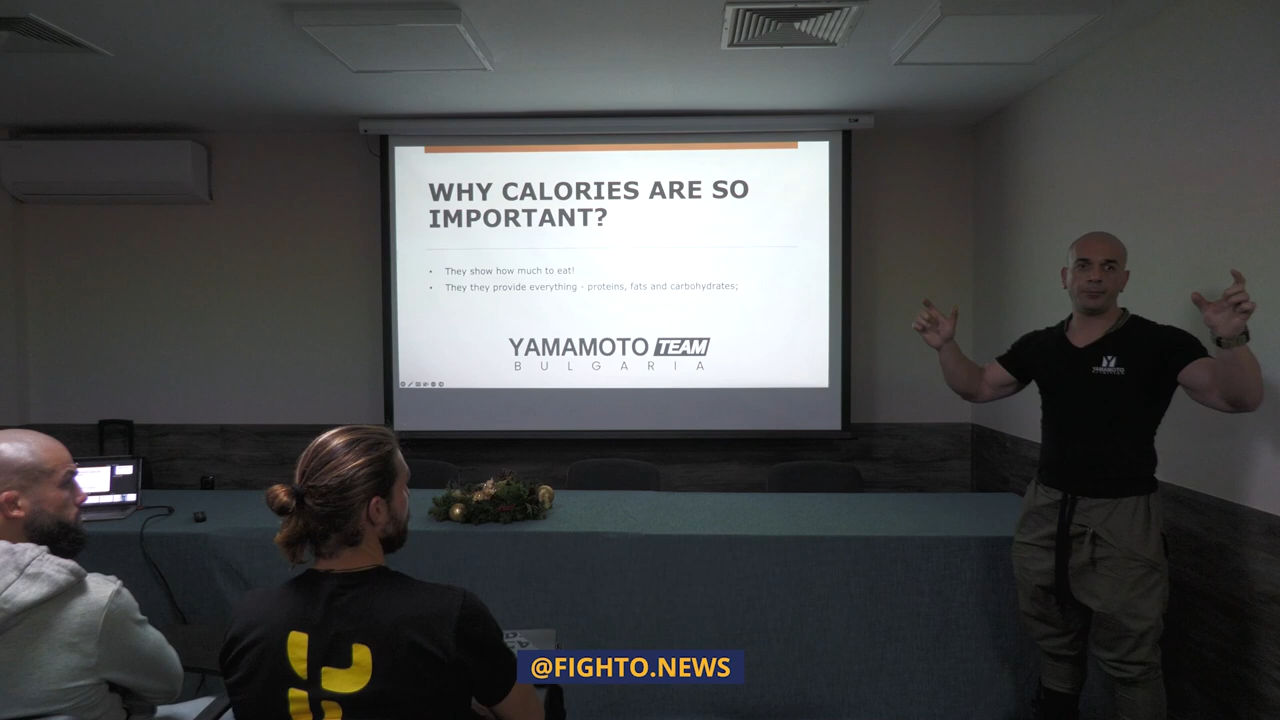 WHY CALORIES ARE SO
IMPORTANT?
• They show how much to eat!
• They they provide everything - proteins, fats and carbohydrates;
YAMAMOTO TEAM
BULGARIA
YAMAMOTO
@FIGHTO.NEWS